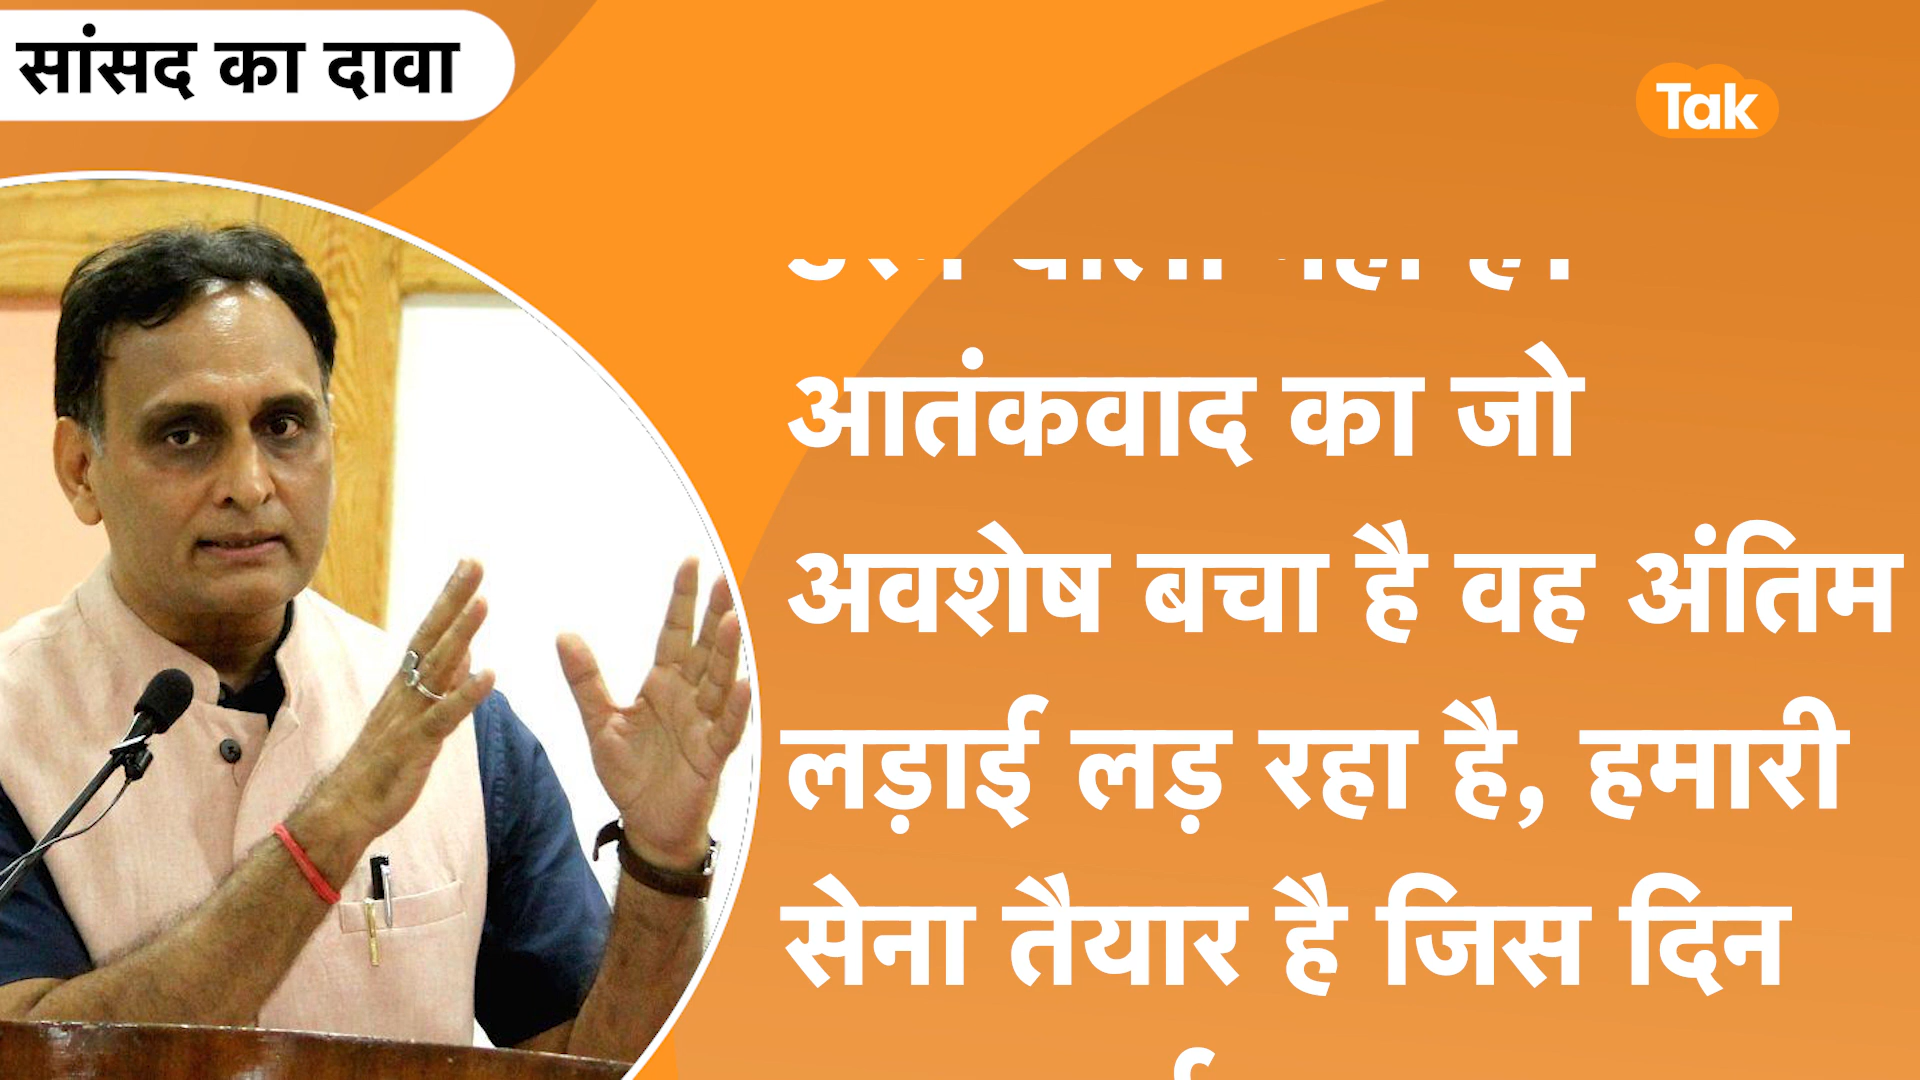 सांसद का दावा
Tak
आतंकवाद का जो
अवशेष बचा है वह अंतिम
लड़ाई लड़ रहा है, हमारी
सेना तैयार है जिस दिन